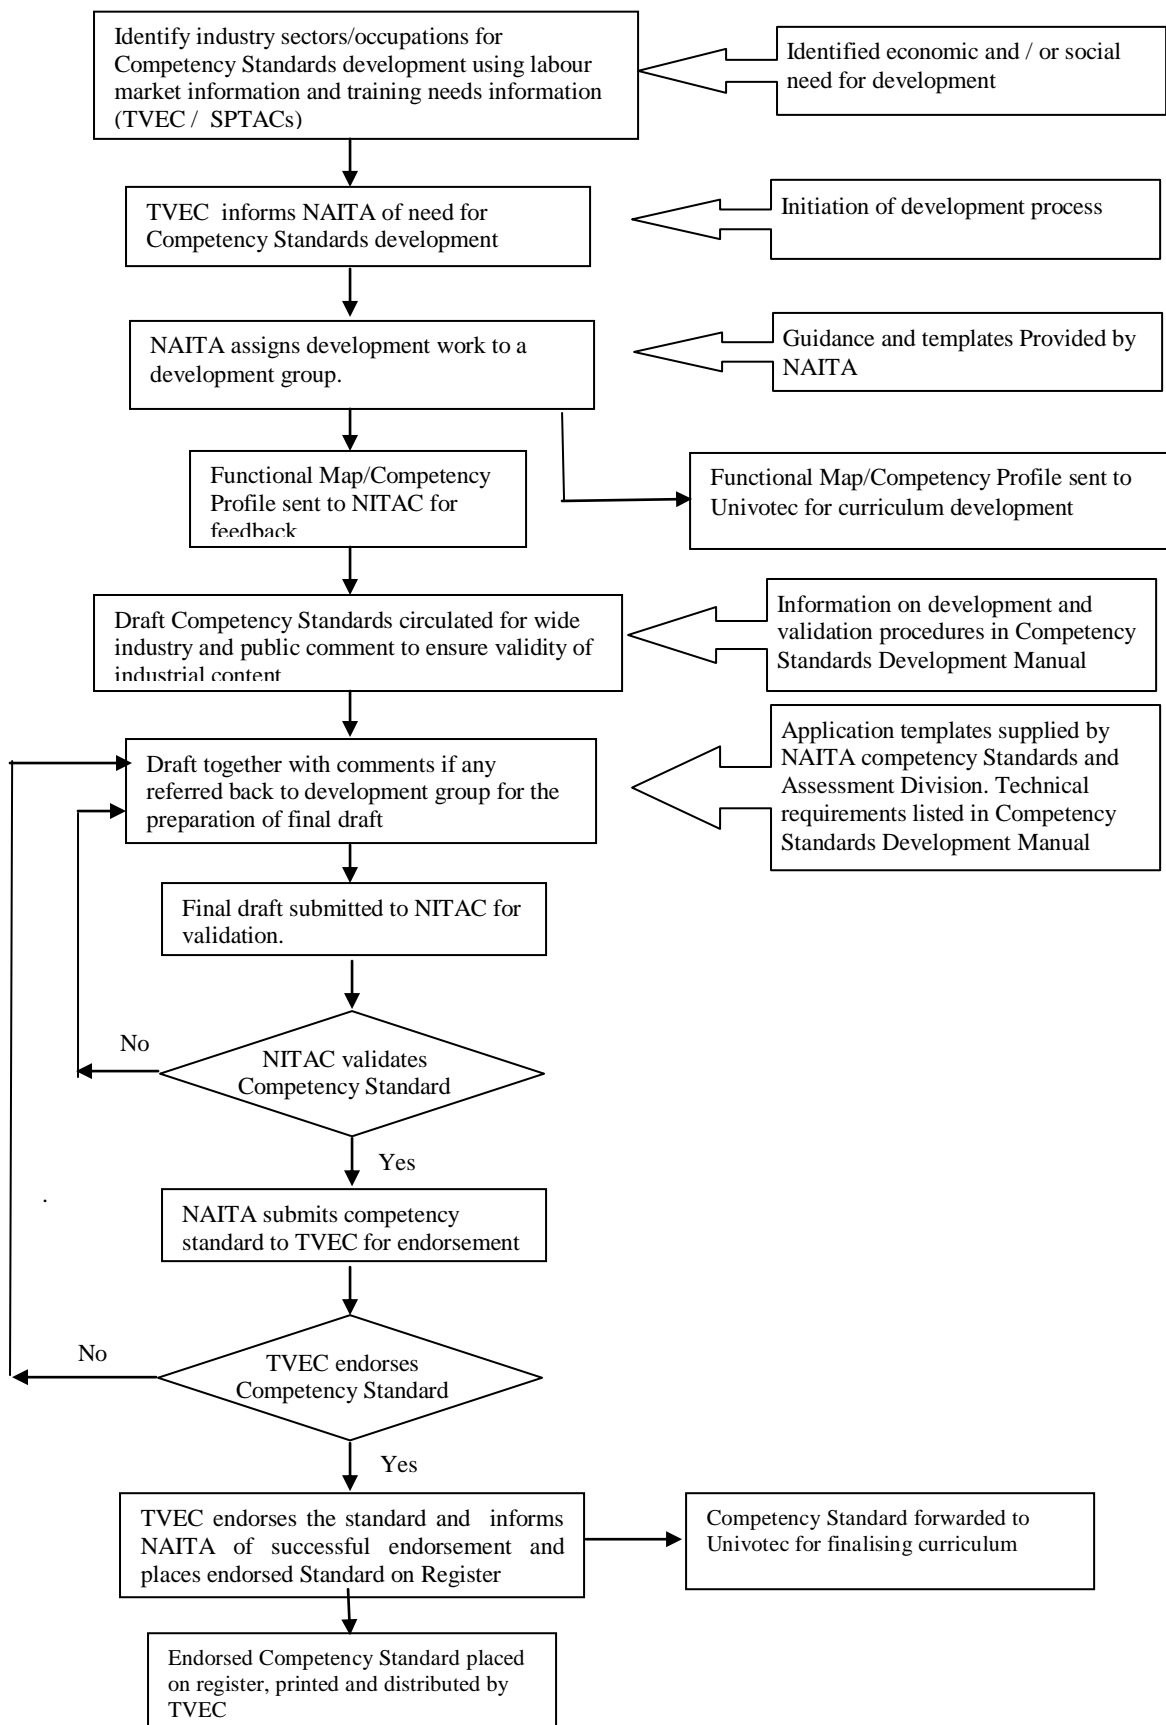 Identify industry sectors/occupations for
Competency Standards development using labour
market information and training needs information
(TVEC / SPTACs)
Identified economic and / or social
need for development
TVEC informs NAITA of need for
Competency Standards development
Initiation of development process
NAITA assigns development work to a
development group.
Guidance and templates Provided by
NAITA
Functional Map/Competency
Profile sent to NITAC for
feedback
Functional Map/Competency Profile sent to
Univotec for curriculum development
Draft Competency Standards circulated for wide
industry and public comment to ensure validity of
industrial content
Information on development and
validation procedures in Competency
Standards Development Manual
Draft together with comments if any
referred back to development group for the
preparation of final draft
Application templates supplied by
NAITA competency Standards and
Assessment Division. Technical
requirements listed in Competency
Standards Development Manual
Final draft submitted to NITAC for
validation.
No
NITAC validates
Competency Standard
Yes
.
NAITA submits competency
standard to TVEC for endorsement
No
TVEC endorses
Competency Standard
Yes
TVEC endorses the standard and informs
NAITA of successful endorsement and
places endorsed Standard on Register
Competency Standard forwarded to
Univotec for finalising curriculum
Endorsed Competency Standard placed
on register, printed and distributed by
TVEC